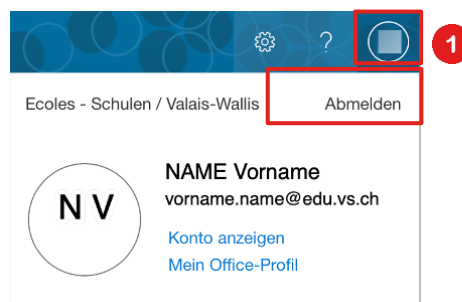 ?
1
Ecoles - Schulen / Valais-Wallis Abmelden
NAME Vorname
N V
vorname.name@edu.vs.ch
Konto anzeigen
Mein Office-Profil